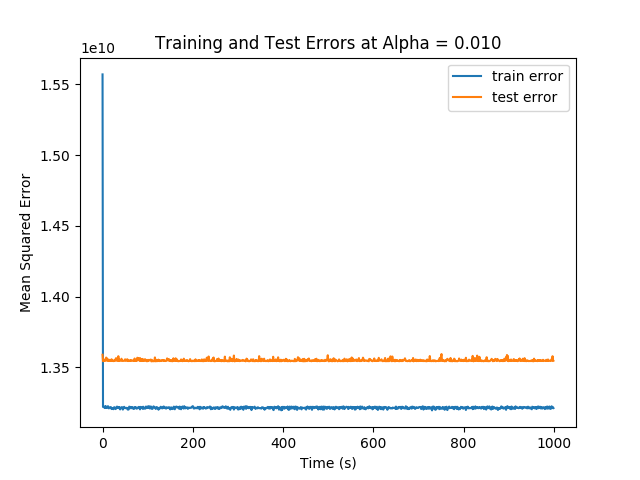 Training and Test Errors at Alpha = 0.010
1e10
train error
test error
1.55
1.50
1.45
1.40
1.35
Mean Squared Error
0 200 400 600 800 1000
Time (s)